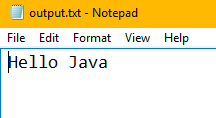 output.txt - Notepad
File Edit Format View Help
Hello Java